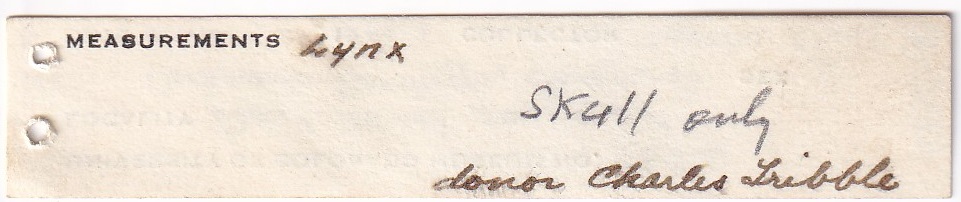 MEASUREMENTS Lynx
Skull only
donor Charles Tribble